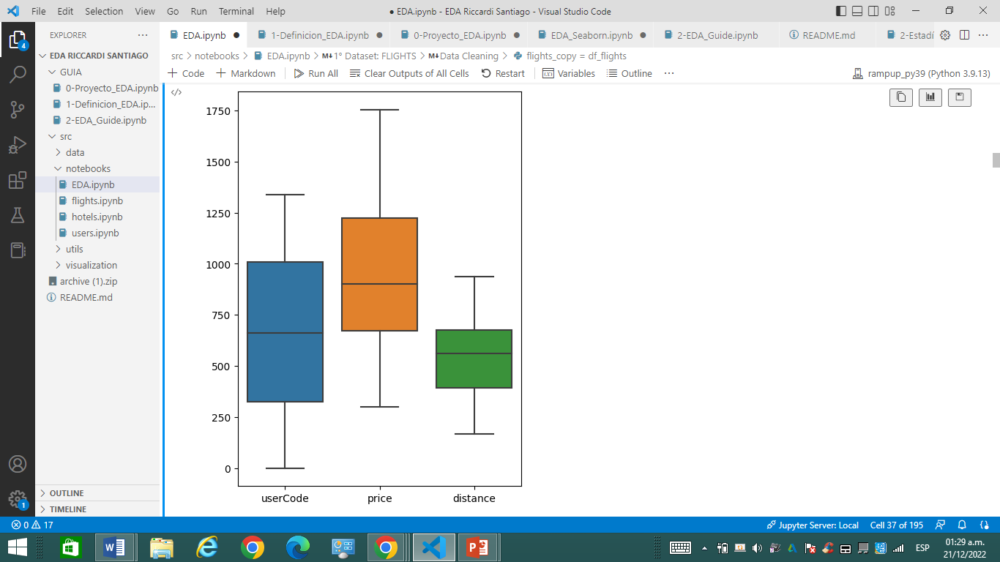 File Edit Selection View Go Run Terminal Help
● EDA.ipynb - EDA Riccardi Santiago - Visual Studio Code
EXPLORER ···
EDA.ipynb ●
1-Definicion_EDA.ipynb ●
0-Proyecto_EDA.ipynb ●
EDA_Seaborn.ipynb ●
2-EDA_Guide.ipynb
README.md
2-Estadí
4
EDA RICCARDI SANTIAGO
GUIA
0-Proyecto_EDA.ipynb
1-Definicion_EDA.ip...
2-EDA_Guide.ipynb
src
data
notebooks
EDA.ipynb
flights.ipynb
hotels.ipynb
users.ipynb
utils
visualization
archive (1).zip
README.md
OUTLINE
TIMELINE
1
src > notebooks > EDA.ipynb > M↓1° Dataset: FLIGHTS > M↓Data Cleaning > flights_copy = df_flights
+ Code + Markdown Run All Clear Outputs of All Cells Restart Variables Outline ···
rampup_py39 (Python 3.9.13)
1750
1500
1250
1000
750
500
250
0
userCode price distance
0 17
Jupyter Server: Local Cell 37 of 195
ESP
01:29 a.m.
21/12/2022